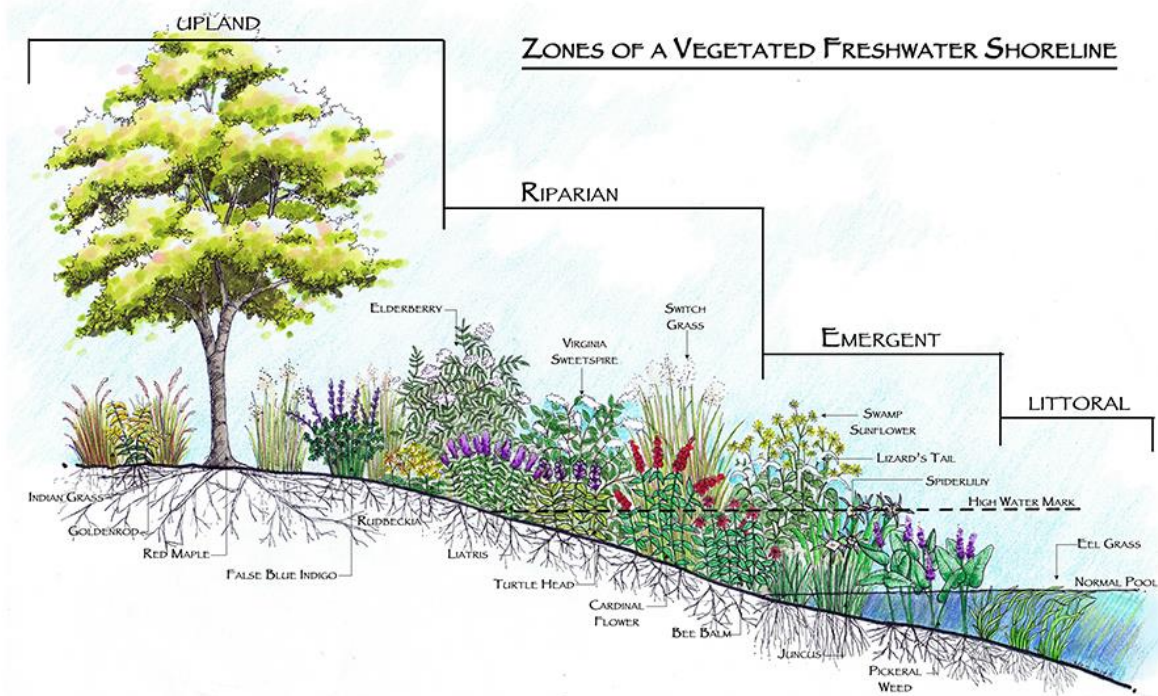 UPLAND
ZONES OF A VEGETATED FRESHWATER SHORELINE
RIPARIAN
ELDERBERRY
SWITCH
GRASS
VIRGINIA
SWEETSPIRE
EMERGENT
LITTORAL
SWAMP
SUNFLOWER
LIZARD'S TAIL
SPIDERLILIY
HIGH WATER MARK
INDIAN GRASS
GOLDENROD
RED MAPLE
FALSE BLUE INDIGO
RUDBECKIA
LIATRIS
TURTLE HEAD
CARDINAL
FLOWER
BEE BALM
JUNCUS
PICKERAL
WEED
EEL GRASS
NORMAL POOL